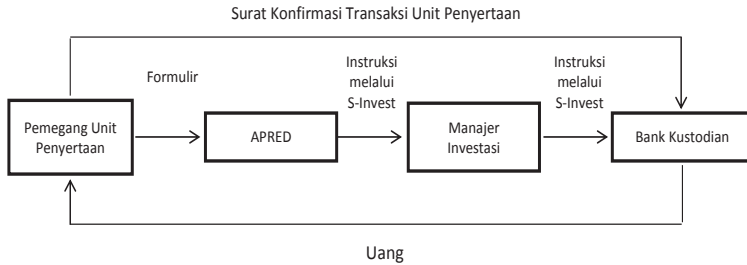 Surat Konfirmasi Transaksi Unit Penyertaan
Formulir
Instruksi
melalui
S-Invest
Instruksi
melalui
S-Invest
Pemegang Unit
Penyertaan
APRED
Manajer
Investasi
Bank Kustodian
Uang